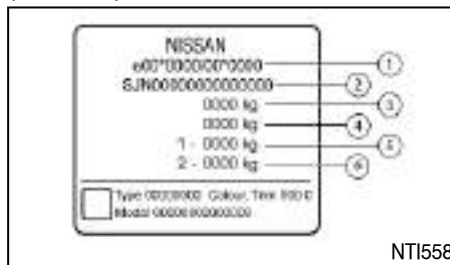 NISSAN
e00*0000/00*0000 1
SJN00000000000000 2
0000 kg 3
0000 kg 4
1 - 0000 kg 5
2 - 0000 kg 6
Type 00000000 Colour, Trim 000 0
Model 00000000000000
NTI558